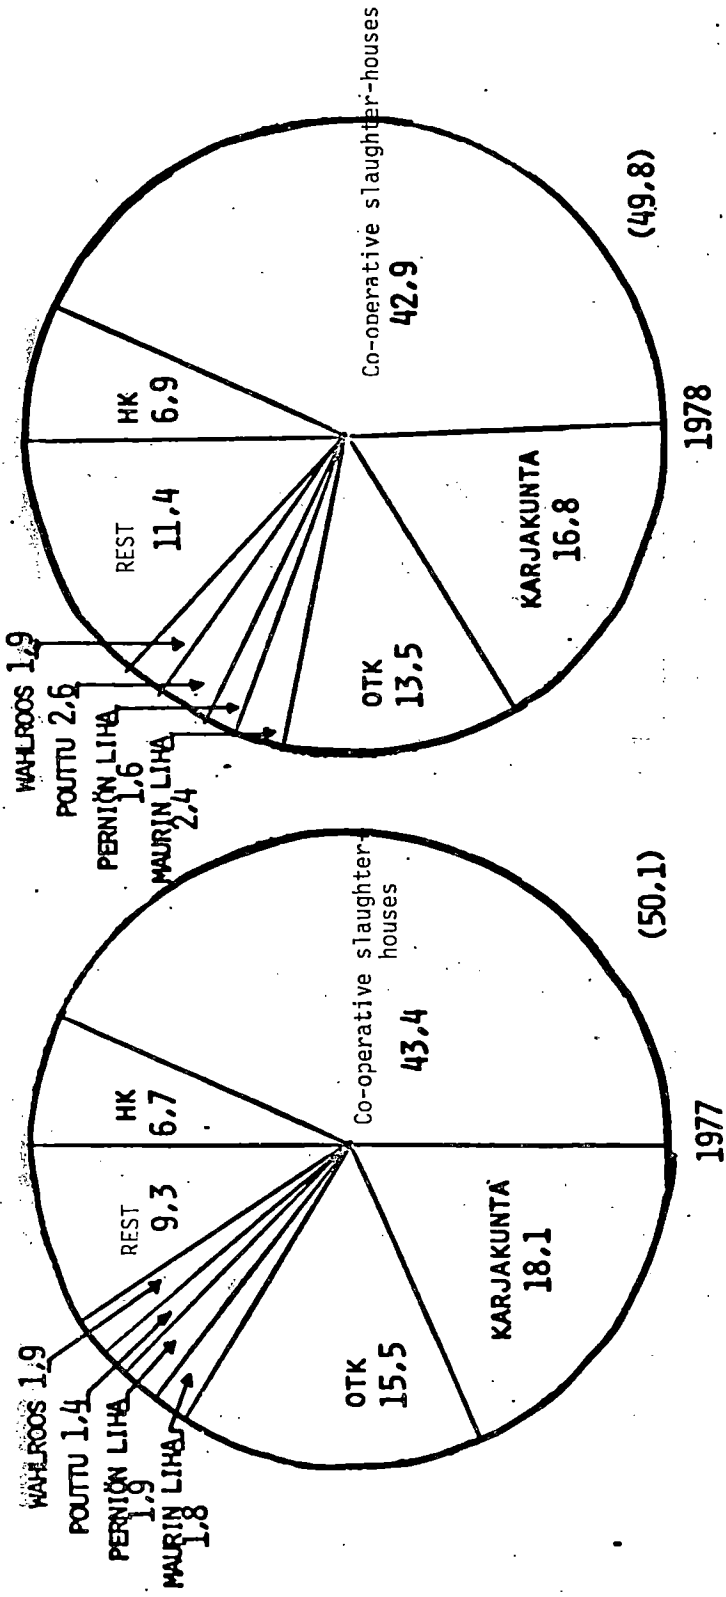 WAHLROOS 1,9
POUTTU 1,4
PERNIÖN LIHA
1,9
MAURIN LIHA
1,8
REST
9,3
HK
6,7
Co-operative slaughter-
houses
43,4
OTK
15,5
KARJAKUNTA
18,1
(50,1)
1977
WAHLROOS 1,9
POUTTU 2,6
PERNIÖN LIHA
1,6
MAURIN LIHA
2,4
REST
11,4
HK
6,9
Co-operative slaughter-houses
42,9
OTK
13,5
KARJAKUNTA
16,8
(49,8)
1978